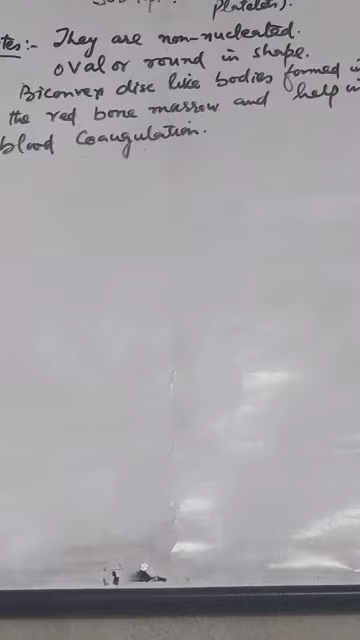 Platelets).
tes:- They are non-nucleated.
oval or round in shape.
Biconvex disc like bodies formed in
the red bone marrow and help in
blood coagulation.